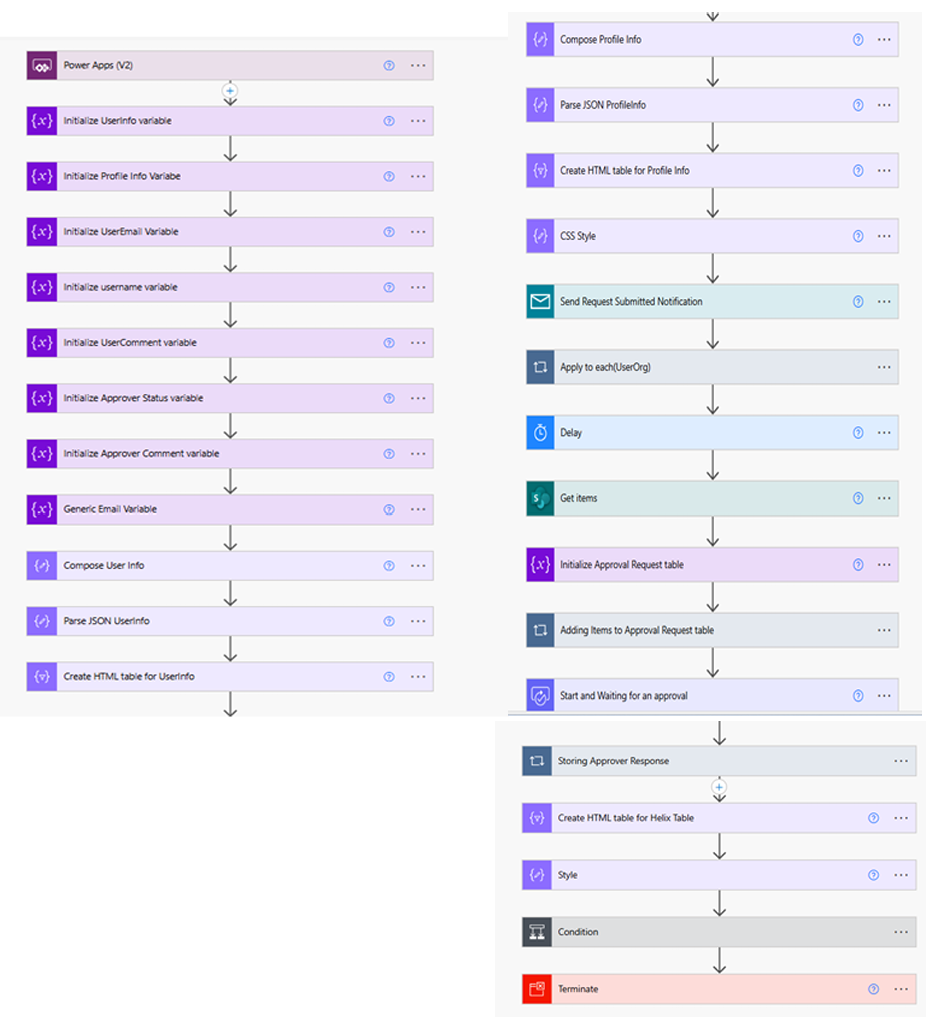 Power Apps (V2)
Initialize UserInfo variable
Initialize Profile Info Variabe
Initialize UserEmail Variable
Initialize username variable
Initialize UserComment variable
Initialize Approver Status variable
Initialize Approver Comment variable
Generic Email Variable
Compose User Info
Parse JSON UserInfo
Create HTML table for UserInfo
Compose Profile Info
Parse JSON ProfileInfo
Create HTML table for Profile Info
CSS Style
Send Request Submitted Notification
Apply to each(UserOrg)
Delay
Get items
Initialize Approval Request table
Adding Items to Approval Request table
Start and Waiting for an approval
Storing Approver Response
Create HTML table for Helix Table
Style
Condition
Terminate